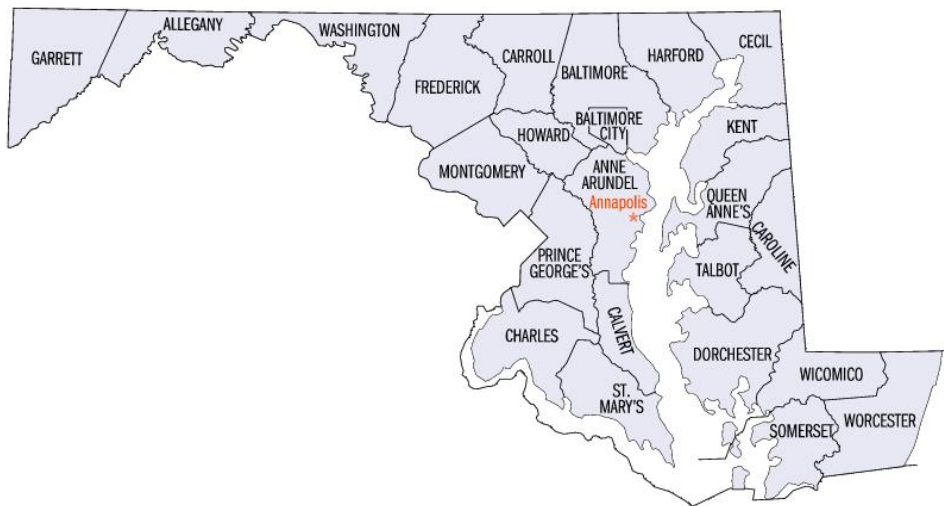 GARRETT
ALLEGANY
WASHINGTON
FREDERICK
CARROLL
BALTIMORE
HARFORD
CECIL
BALTIMORE
CITY
HOWARD
KENT
MONTGOMERY
ANNE
ARUNDEL
Annapolis
*
QUEEN
ANNE'S
CAROLINE
PRINCE
GEORGE'S
TALBOT
CHARLES
CALVERT
DORCHESTER
ST.
MARY'S
WICOMICO
SOMERSET
WORCESTER